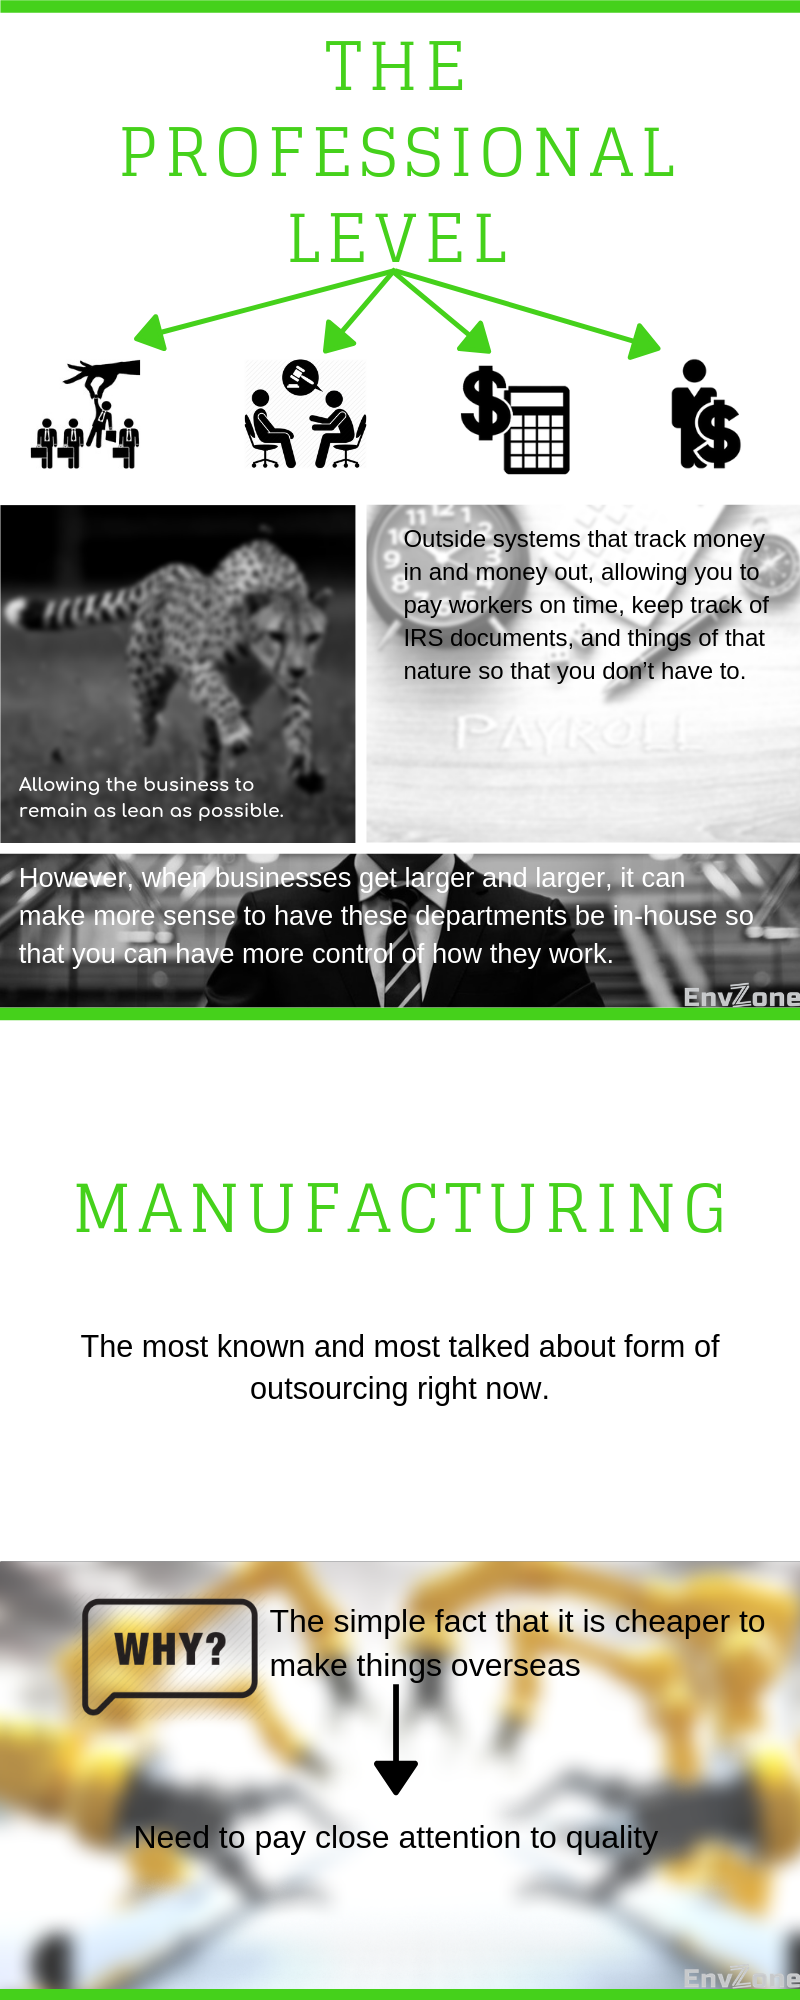 THE
PROFESSIONAL
LEVEL
Outside systems that track money
in and money out, allowing you to
pay workers on time, keep track of
IRS documents, and things of that
nature so that you don't have to.
PAYROLL
Allowing the business to
remain as lean as possible.
However, when businesses get larger and larger, it can
make more sense to have these departments be in-house so
that you can have more control of how they work.
EnvZone
MANUFACTURING
The most known and most talked about form of
outsourcing right now.
WHY?
The simple fact that it is cheaper to
make things overseas
Need to pay close attention to quality
EnvZone